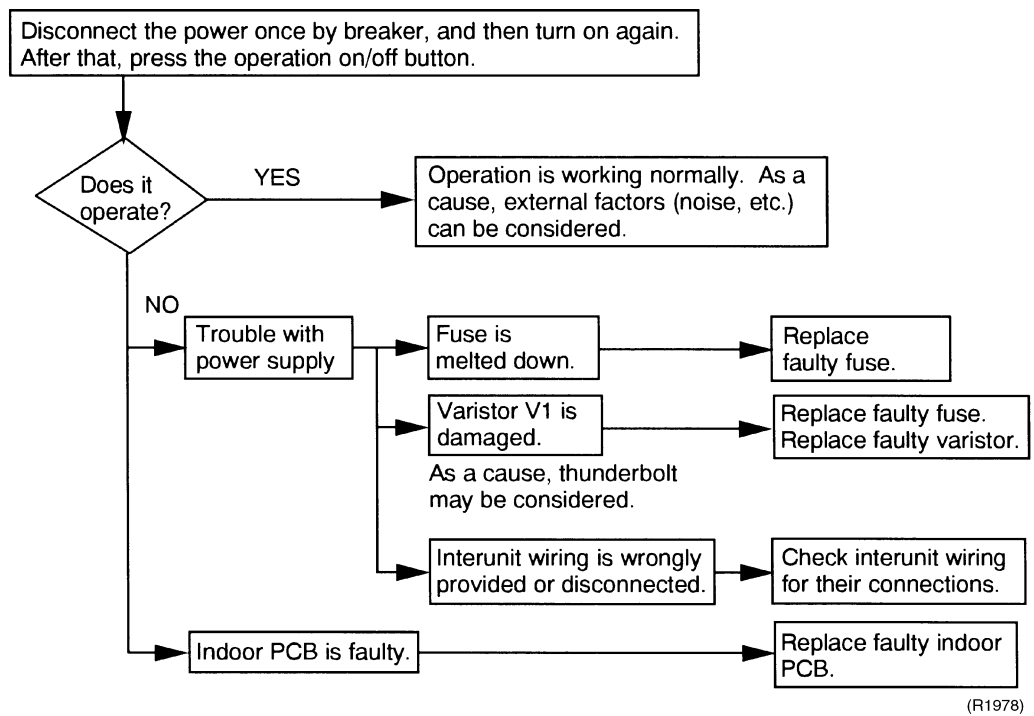 Disconnect the power once by breaker, and then turn on again.
After that, press the operation on/off button.
Does it
operate?
YES
Operation is working normally. As a
cause, external factors (noise, etc.)
can be considered.
NO
Trouble with
power supply
Fuse is
melted down.
Replace
faulty fuse.
Varistor V1 is
damaged.
Replace faulty fuse.
Replace faulty varistor.
As a cause, thunderbolt
may be considered.
Interunit wiring is wrongly
provided or disconnected.
Check interunit wiring
for their connections.
Indoor PCB is faulty.
Replace faulty indoor
PCB.
(R1978)